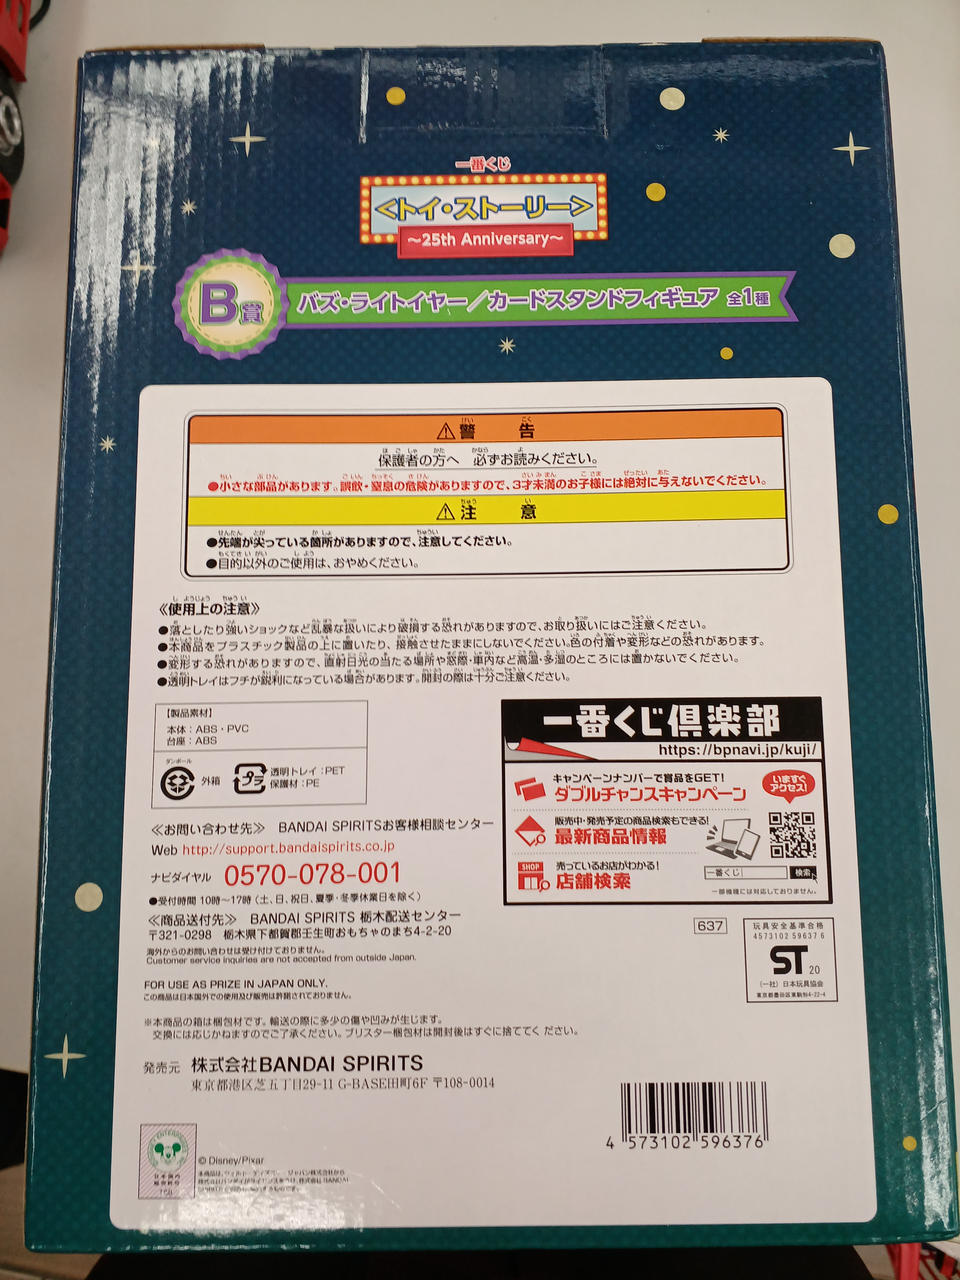 一番くじ
<トイ・ストーリー>
~25th Anniversary~
B賞
バズ・ライトイヤー/カードスタンドフィギュア 全1種
⚠警告
保護者の方へ 必ずお読みください。
●小さな部品があります。誤飲・窒息の危険がありますので、3才未満のお子様には絶対に与えないでください。
⚠注意
●先端が尖っている箇所がありますので、注意してください。
●目的以外のご使用は、おやめください。
《使用上の注意》
●落としたり強いショックなど乱暴な扱いにより破損する恐れがありますので、お取り扱いにはご注意ください。
●本商品をプラスチック製品の上に置いたり、接触させたままにしないでください。色の付着や変形などの恐れがあります。
●変形する恐れがありますので、直射日光の当たる場所や窓際・車内など高温・多湿のところには置かないでください。
●透明トレイはフチが鋭利になっている場合があります。開封の際は十分ご注意ください。
【製品素材】
本体:ABS・PVC
台座:ABS
ダンボール
外箱
プラ
透明トレイ:PET
保護材:PE
一番くじ倶楽部
https://bpnavi.jp/kuji/
キャンペーンナンバーで賞品をGET!
ダブルチャンスキャンペーン
いますぐ
アクセス!
販売中・発売予定の商品検索もできる!
最新商品情報
SHOP
売っているお店がわかる!
店舗検索
一番くじ
検索
一部機種には対応しておりません。
≪お問い合わせ先≫ BANDAI SPIRITSお客様相談センター
Web http://support.bandaispirits.co.jp
ナビダイヤル 0570-078-001
●受付時間 10時~17時(土、日、祝日、夏季・冬季休業日を除く)
≪商品送付先≫ BANDAI SPIRITS 栃木配送センター
〒321-0298 栃木県下都賀郡壬生町おもちゃのまち4-2-20
海外からのお問い合わせは受け付けておりません。
Customer service inquiries are not accepted from outside Japan.
637
玩具安全基準合格
4573102 596376
ST 20
(一社)日本玩具協会
東京都墨田区東駒形4-22-4
FOR USE AS PRIZE IN JAPAN ONLY.
この商品は日本国外での使用及び販売は許諾されておりません。
※本商品の箱は梱包材です。輸送の際に多少の傷や凹みが生じます。
交換には応じかねますのでご了承ください。ブリスター梱包材は開封後はすぐに捨ててく ださい。
発売元 株式会社BANDAI SPIRITS
東京都港区芝五丁目29-11 G-BASE田町6F 〒108-0014
4 573102 596376
© Disney/Pixar